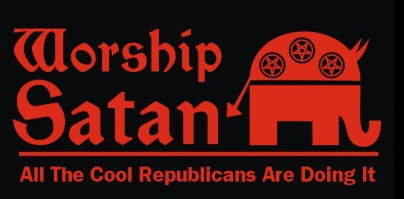 Worship
Satan
All The Cool Republicans Are Doing It